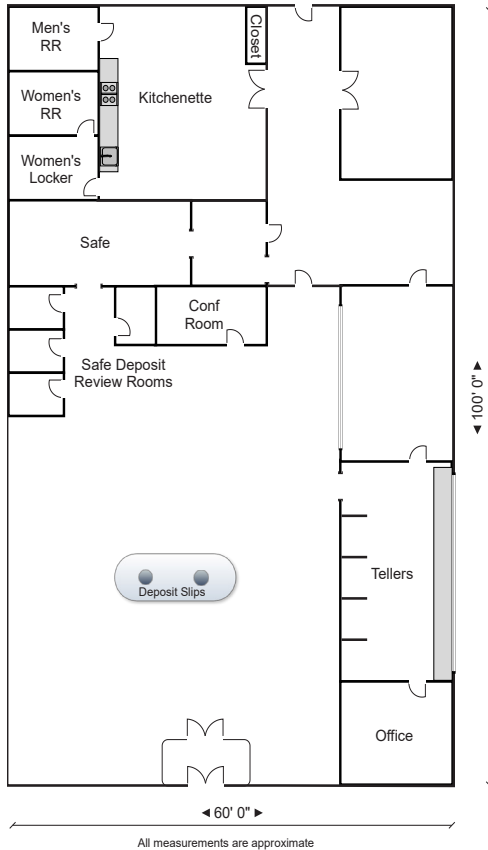 Men's
RR
Closet
Women's
RR
Kitchenette
Women's
Locker
Safe
Conf
Room
Safe Deposit
Review Rooms
100' 0"
Tellers
Deposit Slips
Office
60' 0"
All measurements are approximate